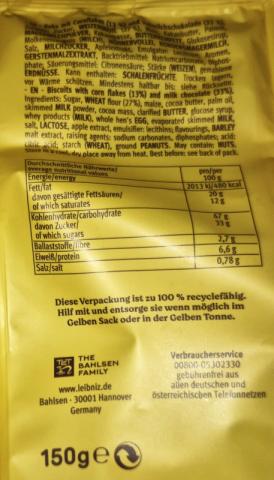 MAGERMILCHPULVER,
Salz, MILCHZUCKER, Apfelextrakt, Emulgator:
GERSTENMALZEXTRAKT, Backtriebmittel: Natriumcarbonate,
phate; Säuerungsmittel: Citronensäure; Stärke (WEIZEN),
ERDNÜSSE. Kann enthalten: SCHALENFRÜCHTE. Trocken lagern,
vor Wärme schützen. Mindestens haltbar bis: siehe Rückseite.
- EN - Biscuits with corn flakes (13%) and milk chocolate (33%).
Ingredients: Sugar, WHEAT flour (27%), maize, cocoa butter, palm oil,
skimmed MILK powder, cocoa mass, clarified BUTTER, glucose syrup,
whey products (MILK), whole hen's EGG, evaporated skimmed MILK,
salt, LACTOSE, apple extract, emulsifier: lecithins; flavourings, BARLEY
malt extract, raising agents: sodium carbonates, diphosphates; acid:
citric acid, starch (WHEAT), ground PEANUTS. May contain: NUTS.
Store in a cool, dry place away from heat. Best before: see back of pack.
Durchschnittliche Nährwerte/
average nutritional values
pro/per
100 g
Energie/energy 2013 kJ/480 kcal
Fett/fat 20 g
davon gesättigte Fettsäuren/
of which saturates 12 g
Kohlenhydrate/carbohydrate 67 g
davon Zucker/ 33 g
of which sugars
Ballaststoffe/fibre 2,7 g
Eiweiß/protein 6,6 g
Salz/salt 0,78 g
Diese Verpackung ist zu 100 % recyclefähig.
Hilf mit und entsorge sie wenn möglich im
Gelben Sack oder in der Gelben Tonne.
THE
BAHLSEN
FAMILY
www.leibniz.de
Bahlsen · 30001 Hannover
Germany
Verbraucherservice
00800-05302330
gebührenfrei aus
allen deutschen und
österreichischen Telefonnetzen
150g e